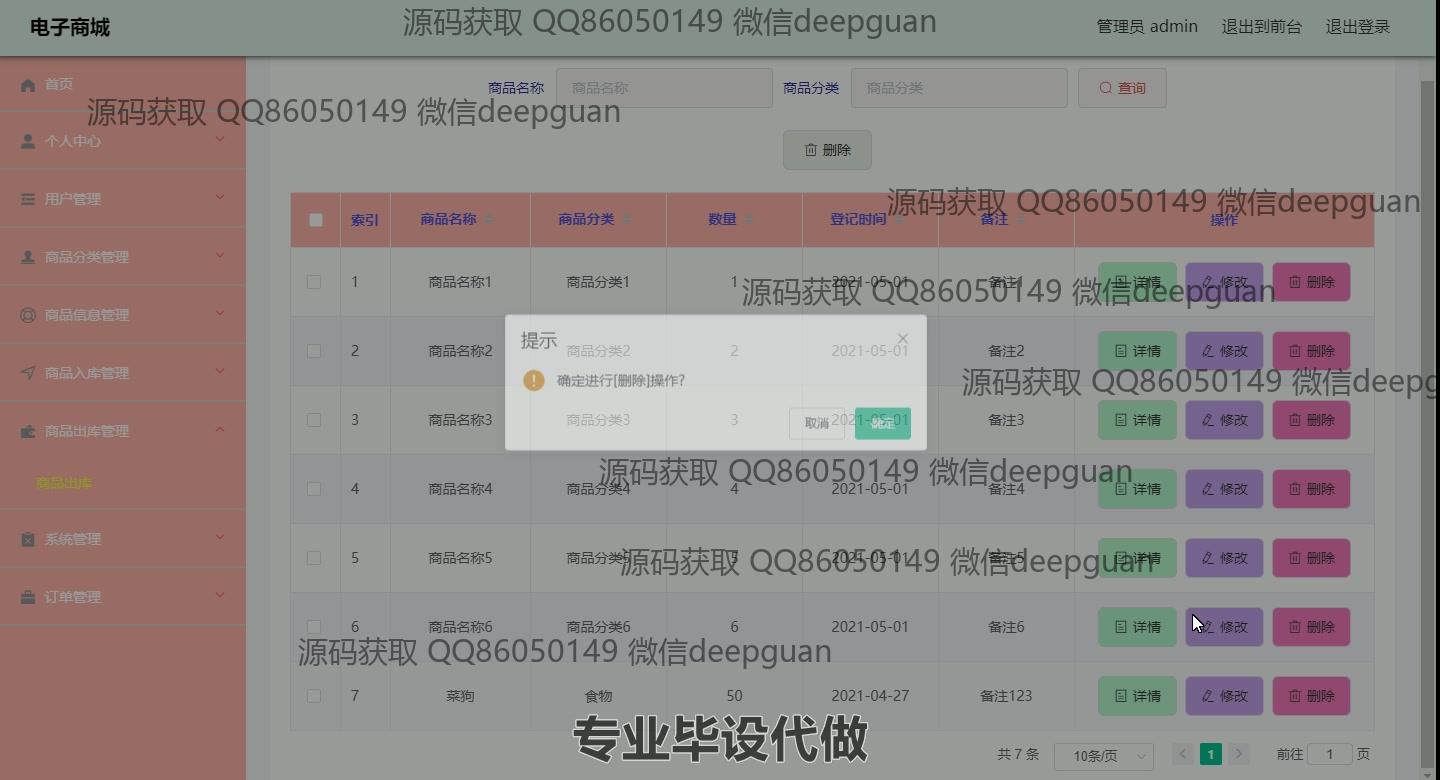 电子商城
源码获取 QQ86050149 微信deepguan
管理员 admin 退出到前台 退出登录
首页
源码获取 QQ86050149 微信deepguan
个人中心
用户管理
商品分类管理
商品信息管理
商品入库管理
商品出库管理
商品出库
系统管理
订单管理
商品名称 商品名称 商品分类 商品分类 查询
删除
源码获取 QQ86050149 微信deepguan
索引 商品名称 商品分类 数量 登记时间 备注 操作
1 商品名称1 商品分类1 1 2021-05-01 备注1 详情 修改 删除
源码获取 QQ86050149 微信deepguan
2 商品名称2 商品分类2 2 2021-05-01 备注2 详情 修改 删除
提示
确定进行[删除]操作?
取消 确定
源码获取 QQ86050149 微信deepg
3 商品名称3 商品分类3 3 2021-05-01 备注3 详情 修改 删除
源码获取 QQ86050149 微信deepguan
4 商品名称4 商品分类4 4 2021-05-01 备注4 详情 修改 删除
5 商品名称5 商品分类5 5 2021-05-01 备注5 详情 修改 删除
源码获取 QQ86050149 微信deepguan
6 商品名称6 商品分类6 6 2021-05-01 备注6 详情 修改 删除
源码获取 QQ86050149 微信deepguan
7 菜狗 食物 50 2021-04-27 备注123 详情 修改 删除
专业毕设代做
共 7 条 10条/页 1 前往 1 页